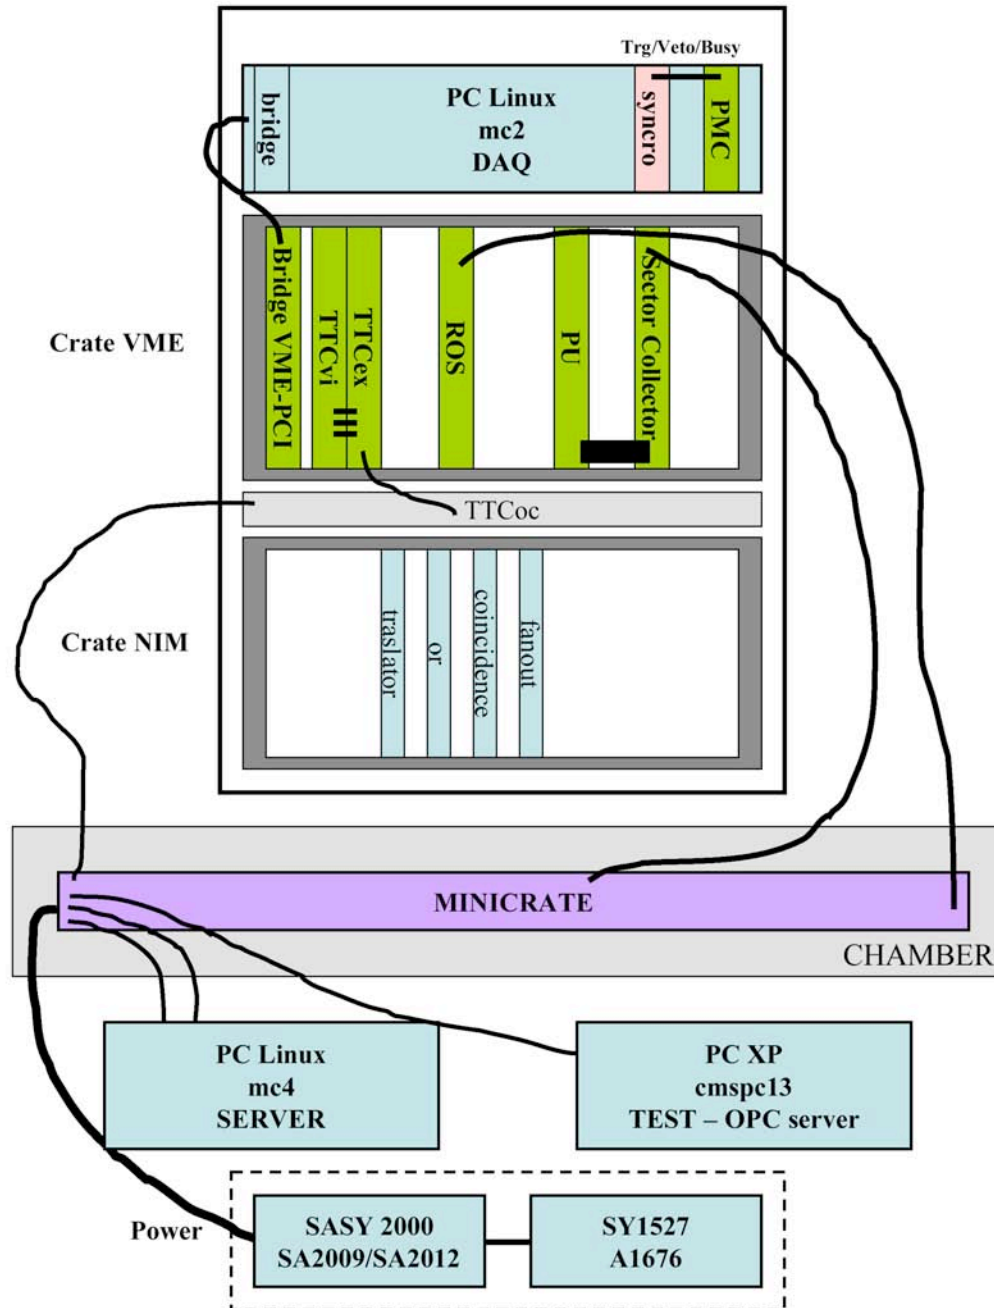 Trg/Veto/Busy
bridge
PC Linux
mc2
DAQ
syncro
PMC
Crate VME
Bridge VME-PCI
TTCvi
TTCex
ROS
PU
Sector Collector
TTCoc
Crate NIM
traslator
or
coincidence
fanout
MINICRATE
CHAMBER
PC Linux
mc4
SERVER
PC XP
cmspc13
TEST – OPC server
Power
SASY 2000
SA2009/SA2012
SY1527
A1676